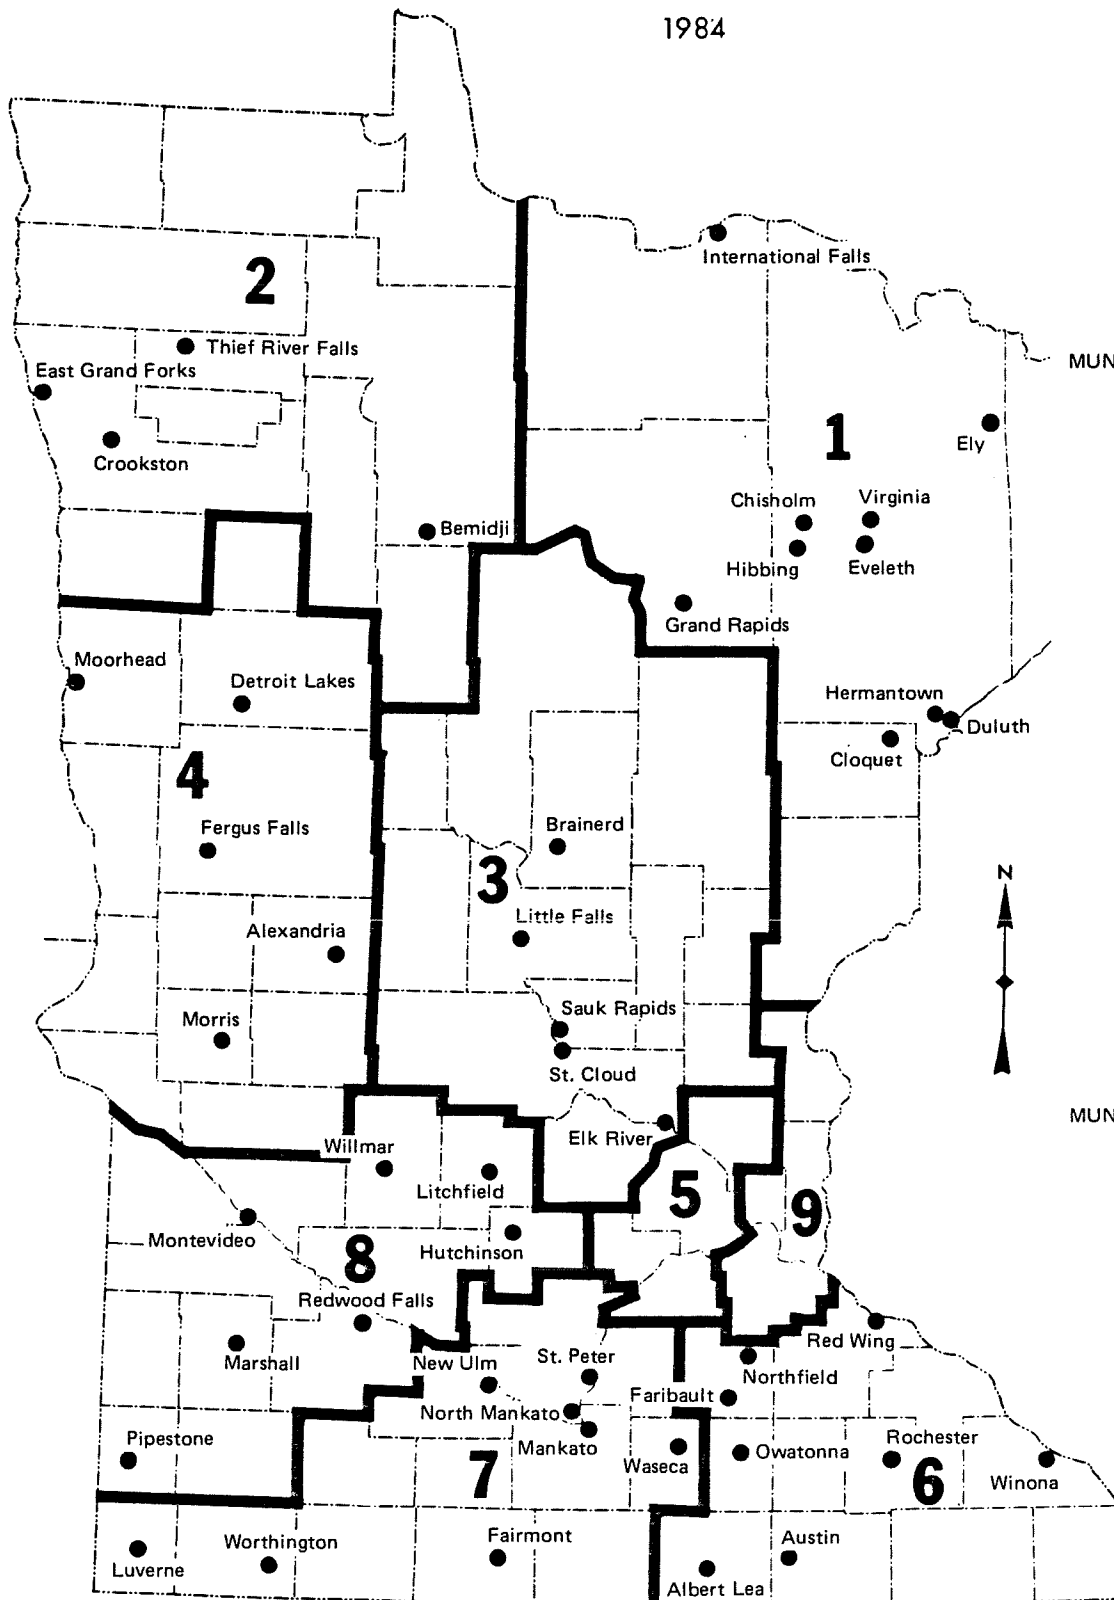 1984
International Falls
2
Thief River Falls
MUN
East Grand Forks
Crookston
1
Ely
Chisholm
Virginia
Bemidji
Hibbing
Eveleth
Grand Rapids
Moorhead
Detroit Lakes
Hermantown
Duluth
Cloquet
4
Fergus Falls
Brainerd
3
N
Little Falls
Alexandria
Sauk Rapids
Morris
St. Cloud
MUN
Elk River
Willmar
Litchfield
5
9
Montevideo
Hutchinson
8
Redwood Falls
Red Wing
Marshall
New Ulm
St. Peter
Northfield
Faribault
North Mankato
Mankato
Pipestone
Waseca
Owatonna
Rochester
7
6
Winona
Luverne
Worthington
Fairmont
Austin
Albert Lea